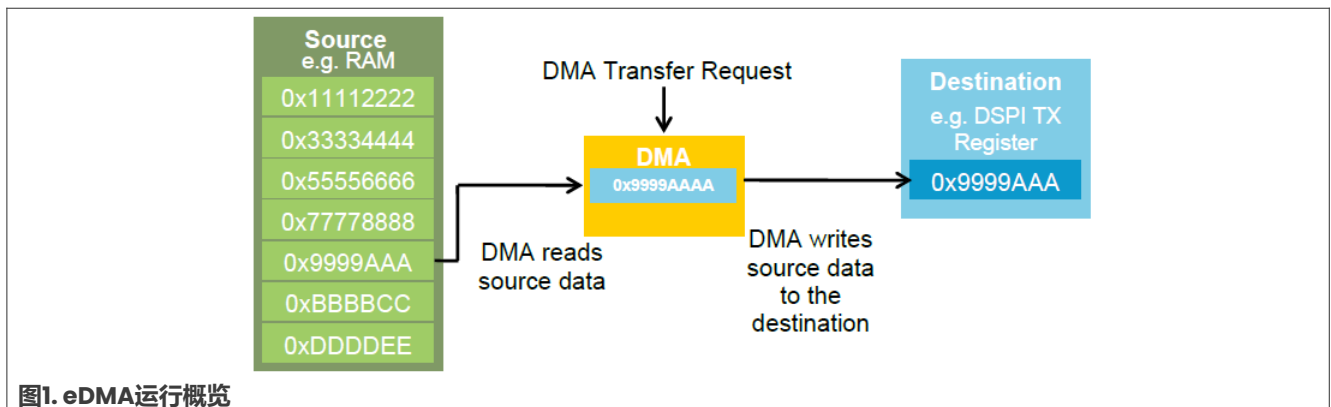 Source
e.g. RAM
0x11112222
0x33334444
0x55556666
0x77778888
0x9999AAA
0xBBBBCC
0xDDDDEE
DMA Transfer Request
DMA
0x9999AAAA
DMA reads
source data
DMA writes
source data
to the
destination
Destination
e.g. DSPI TX
Register
0x9999AAA
图1. eDMA运行概览